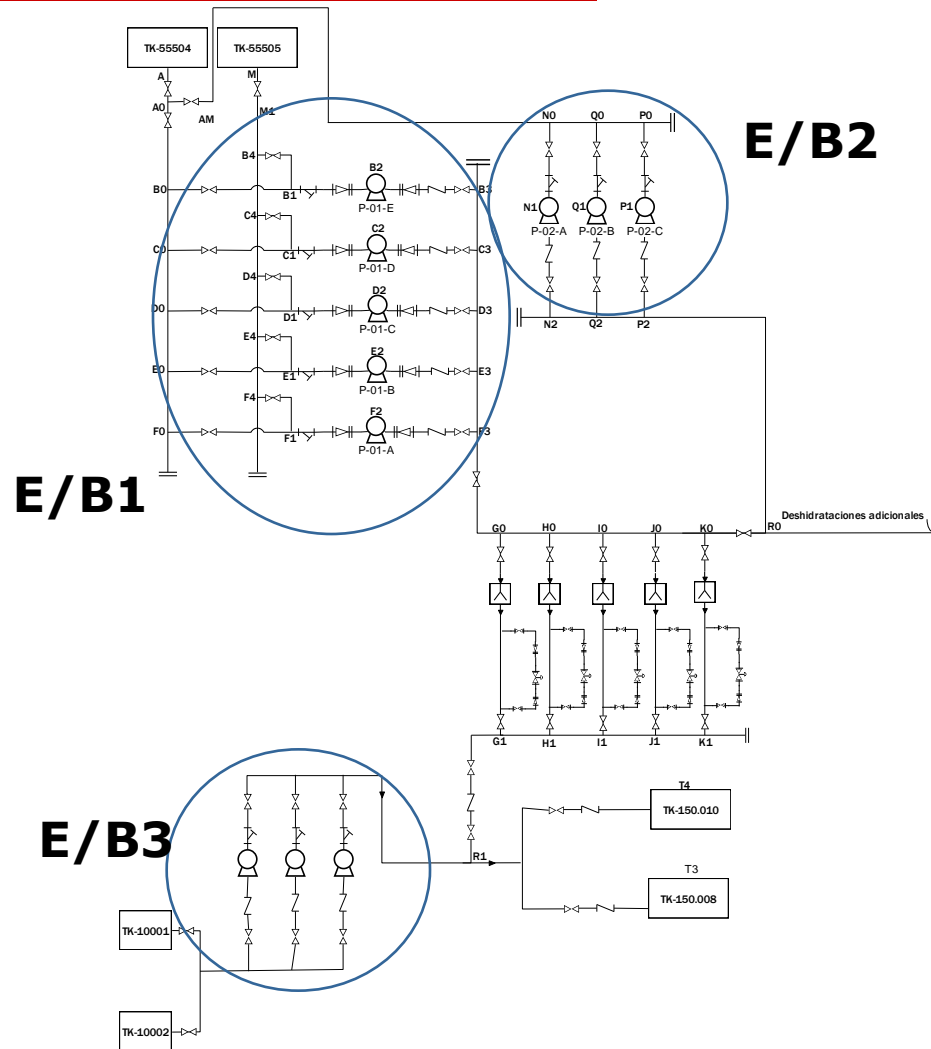 TK-55504
TK-55505
A
M
A0
AM
M1
N0
Q0
P0
E/B2
B4
B2
B0
B1
B3
P-01-E
C4
C2
C0
C1
C3
P-01-D
N1
Q1
P1
P-02-A
P-02-B
P-02-C
D4
D2
D0
D1
D3
P-01-C
N2
Q2
P2
E4
E2
E0
E1
E3
P-01-B
F4
F2
F0
F1
F3
P-01-A
E/B1
Deshidrataciones adicionales
G0
H0
I0
J0
K0
R0
G1
H1
I1
J1
K1
E/B3
T4
TK-150.010
R1
T3
TK-150.008
TK-10001
TK-10002